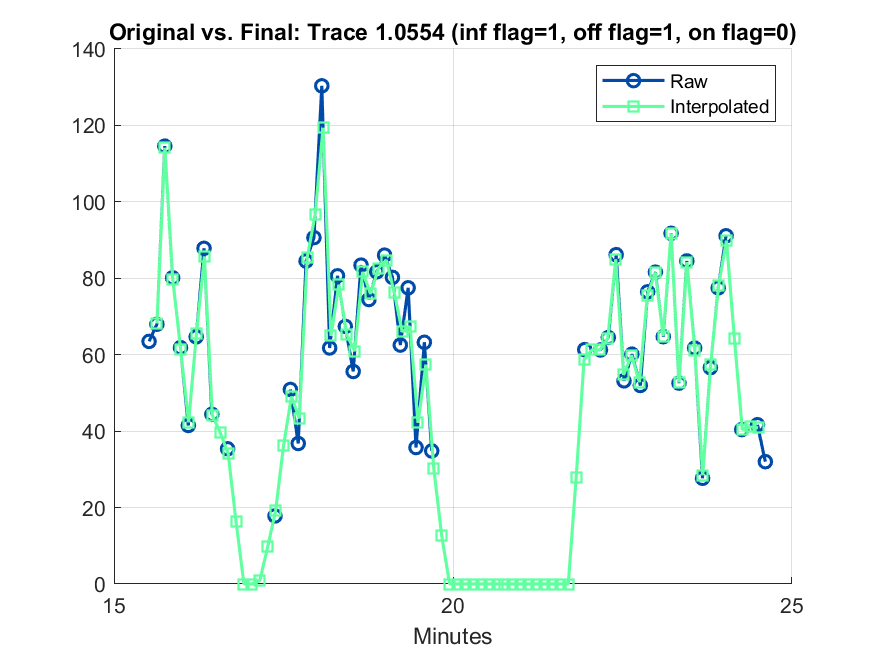 Original vs. Final: Trace 1.0554 (inf flag=1, off flag=1, on flag=0)
140
120
100
80
60
40
20
0
15
20
25
Minutes
Raw
Interpolated